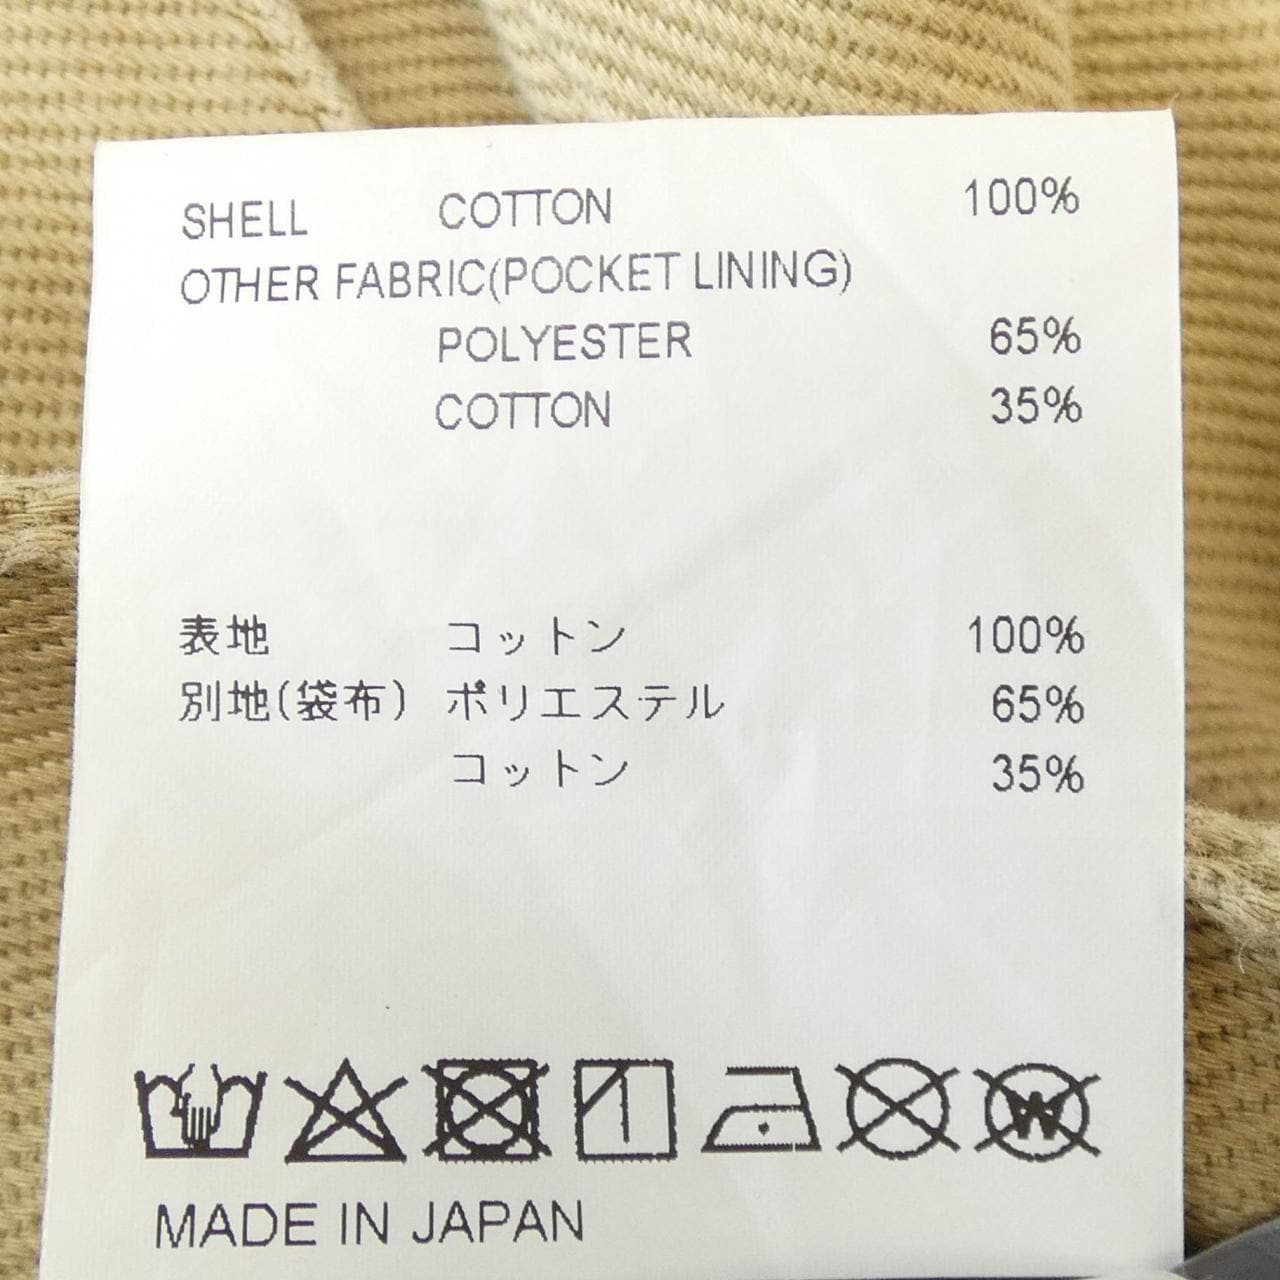 SHELL COTTON 100%
OTHER FABRIC(POCKET LINING)
POLYESTER 65%
COTTON 35%
表地 コットン 100%
別地(袋布) ポリエステル 65%
コットン 35%
W
MADE IN JAPAN